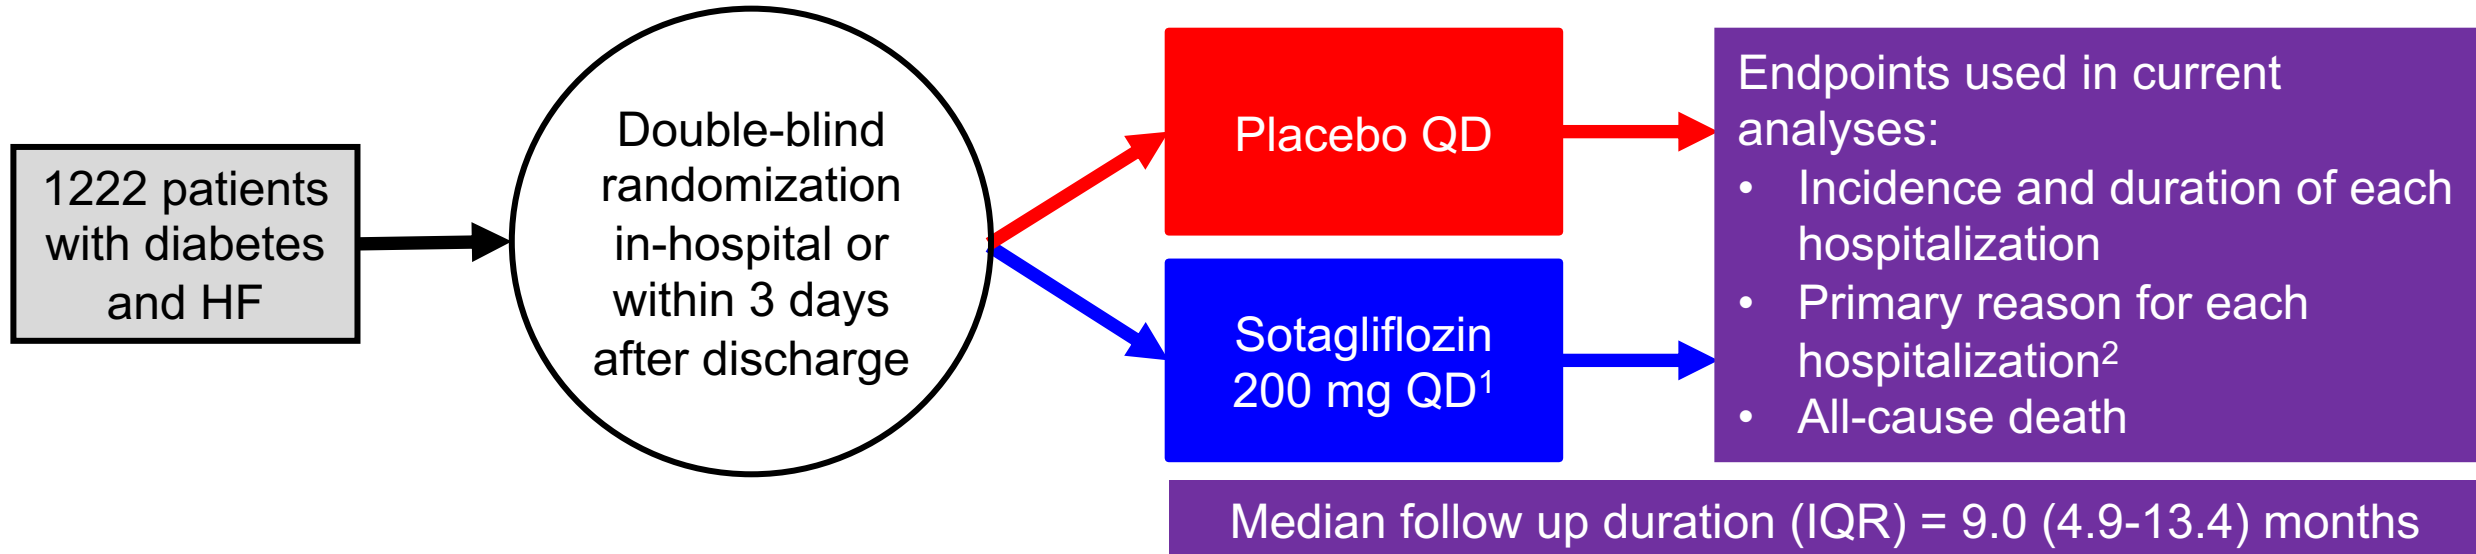 1222 patients
with diabetes
and HF
Double-blind
randomization
in-hospital or
within 3 days
after discharge
Placebo QD
Sotagliflozin
200 mg QD¹
Endpoints used in current
analyses:
• Incidence and duration of each
hospitalization
• Primary reason for each
hospitalization²
• All-cause death
Median follow up duration (IQR) = 9.0 (4.9-13.4) months